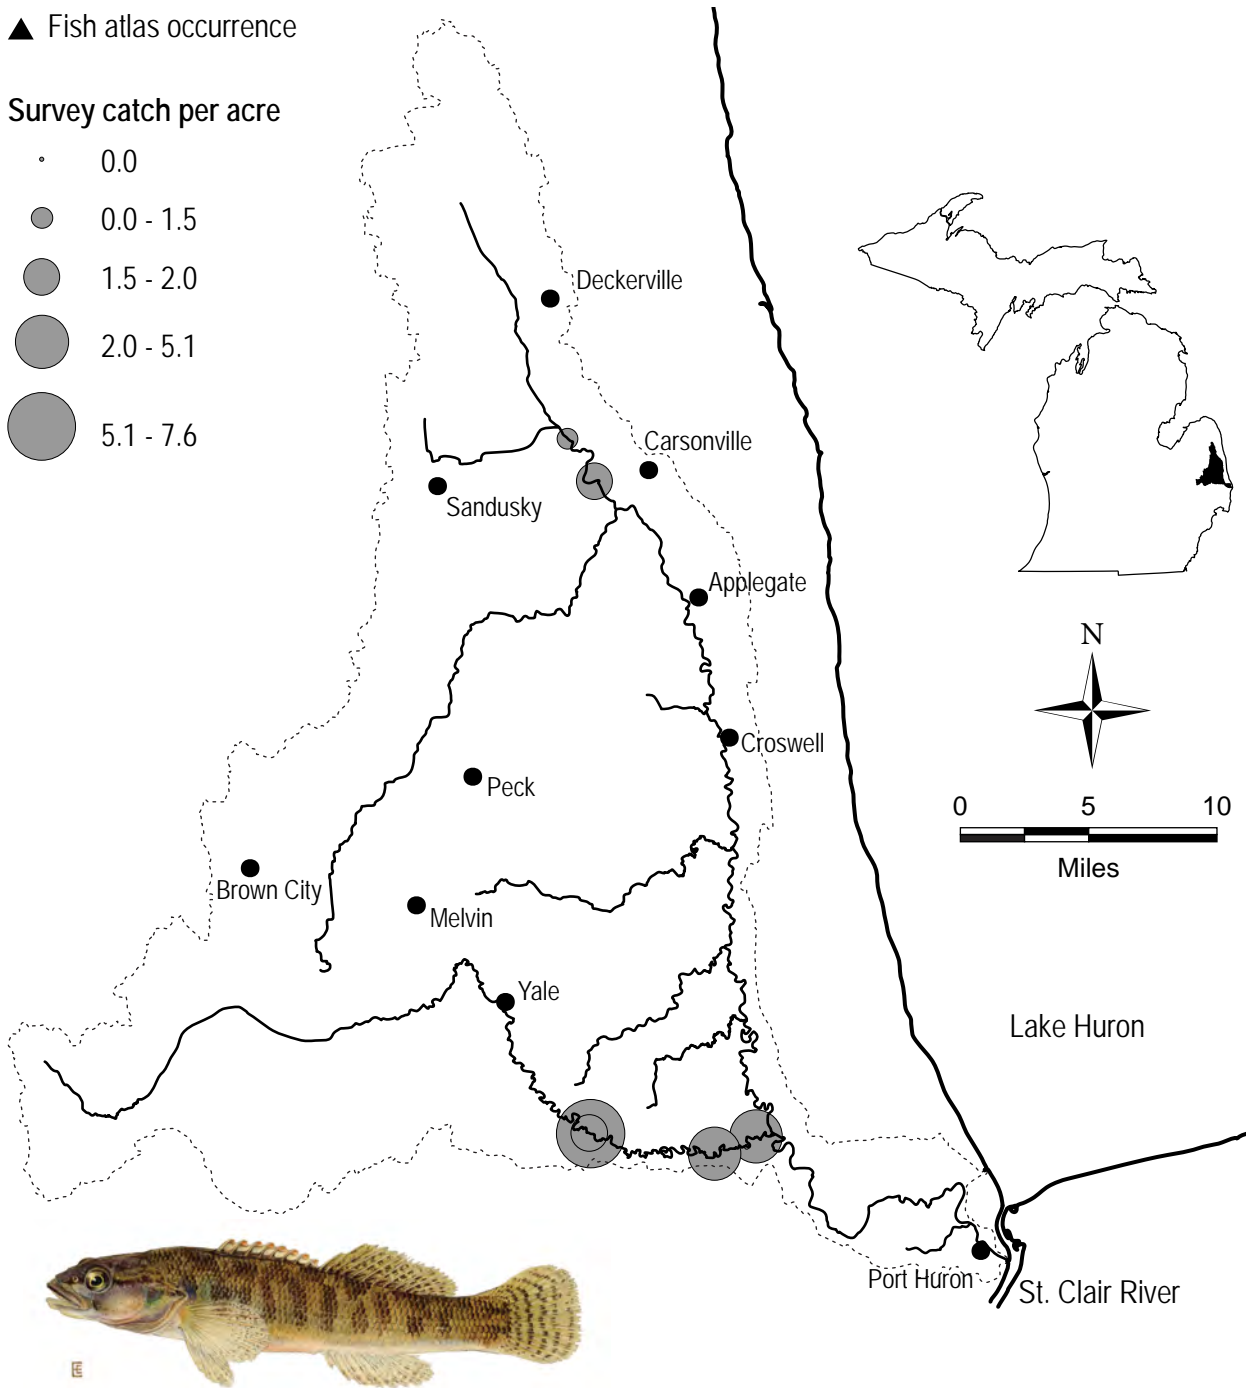 Fish atlas occurrence
Survey catch per acre
0.0
0.0 - 1.5
1.5 - 2.0
2.0 - 5.1
5.1 - 7.6
Deckerville
Carsonville
Sandusky
Applegate
N
Croswell
Peck
0 5 10
Miles
Brown City
Melvin
Yale
Lake Huron
Port Huron
St. Clair River